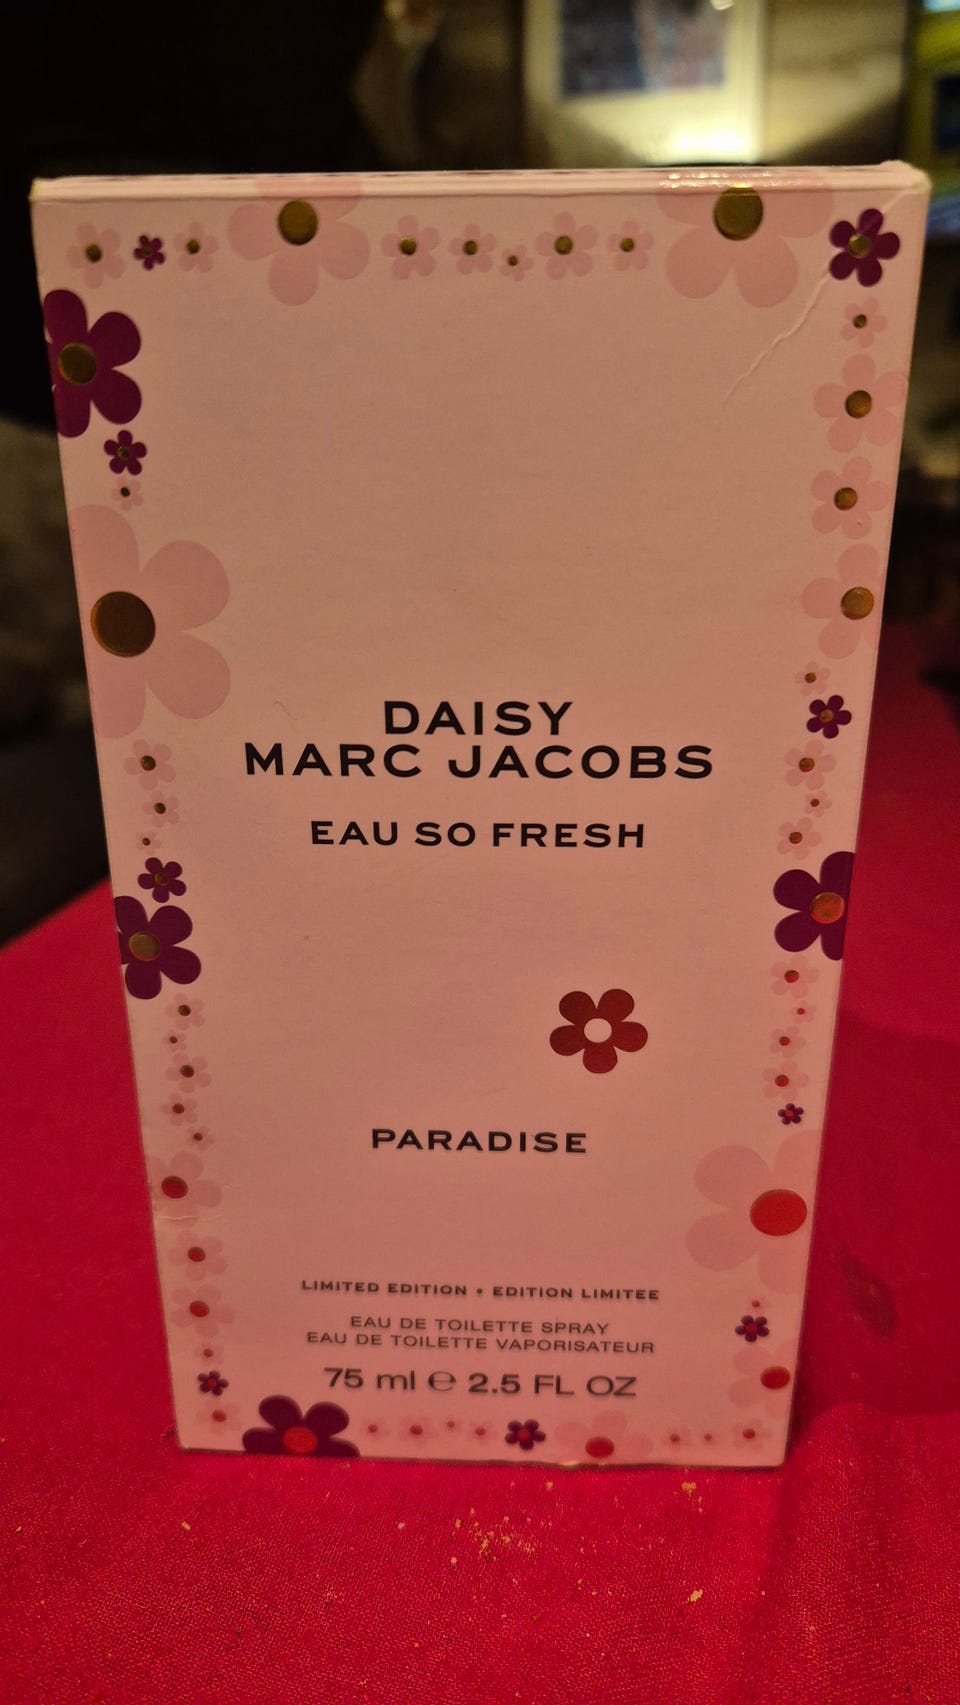 DAISY
MARC JACOBS
EAU SO FRESH
PARADISE
LIMITED EDITION • EDITION LIMITEE
EAU DE TOILETTE SPRAY
EAU DE TOILETTE VAPORISATEUR
75 ml ℮ 2.5 FL OZ